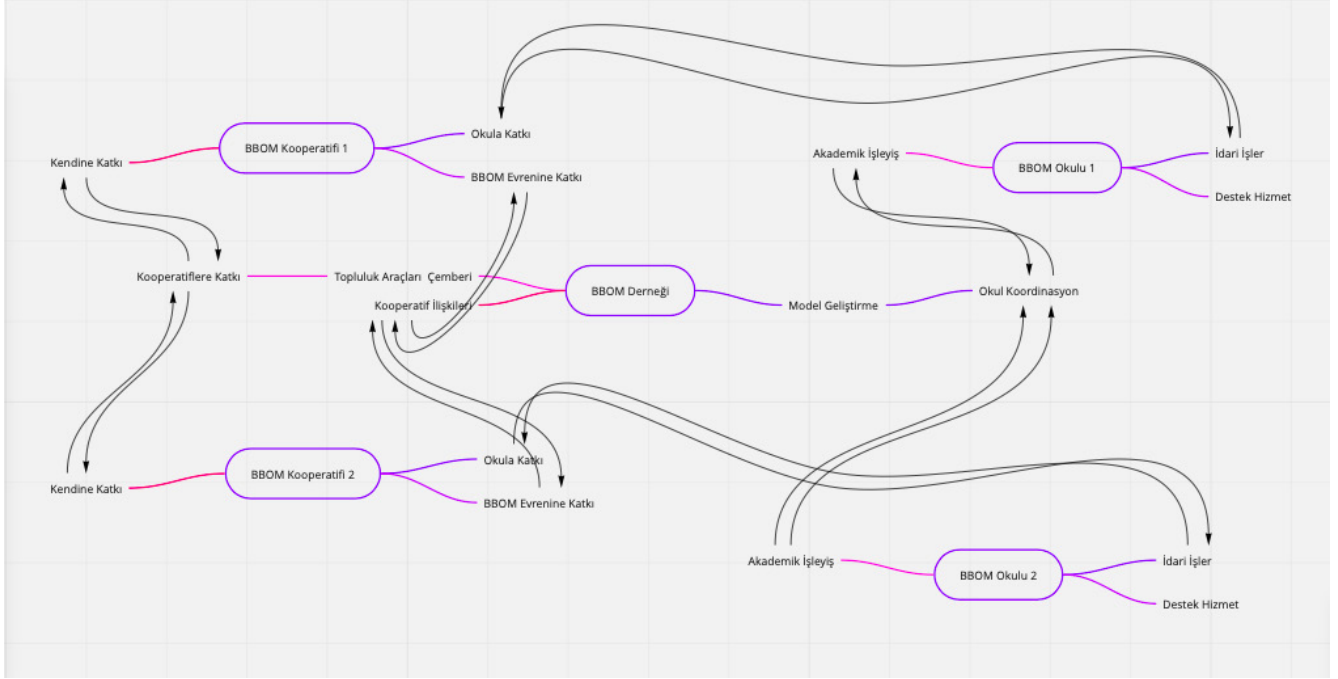 Okula Katkı
BBOM Kooperatifi 1
Kendine Katkı
BBOM Evrenine Katkı
Akademik İşleyiş
BBOM Okulu 1
İdari İşler
Destek Hizmet
Kooperatiflere Katkı
Topluluk Araçları Çemberi
Kooperatif İlişkileri
BBOM Derneği
Model Geliştirme
Okul Koordinasyon
Okula Katkı
BBOM Kooperatifi 2
Kendine Katkı
BBOM Evrenine Katkı
Akademik İşleyiş
BBOM Okulu 2
İdari İşler
Destek Hizmet